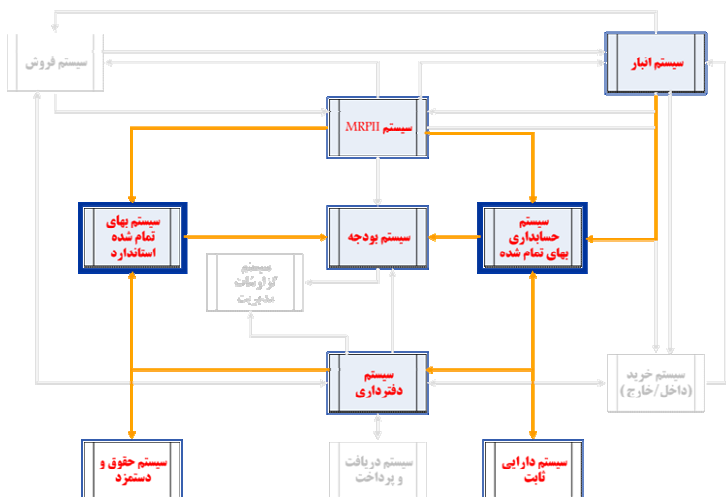 سیستم فروش
سیستم انبار
سیستم MRPII
سیستم بهای
تمام شده
استاندارد
سیستم بودجه
سیستم
حسابداری
بهای تمام شده
سیستم
گزارشات
مدیریت
سیستم
دفترداری
سیستم خرید
(داخل/خارج)
سیستم حقوق و
دستمزد
سیستم دریافت
و پرداخت
سیستم دارایی
ثابت